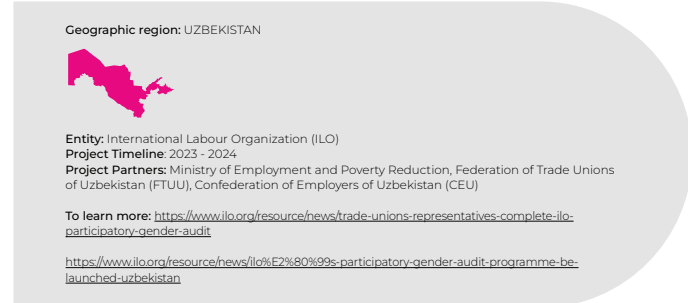 Geographic region: UZBEKISTAN
Entity: International Labour Organization (ILO)
Project Timeline: 2023 - 2024
Project Partners: Ministry of Employment and Poverty Reduction, Federation of Trade Unions
of Uzbekistan (FTUU), Confederation of Employers of Uzbekistan (CEU)
To learn more: https://www.ilo.org/resource/news/trade-unions-representatives-complete-ilo-
participatory-gender-audit
https://www.ilo.org/resource/news/ilo%E2%80%99s-participatory-gender-audit-programme-be-
launched-uzbekistan